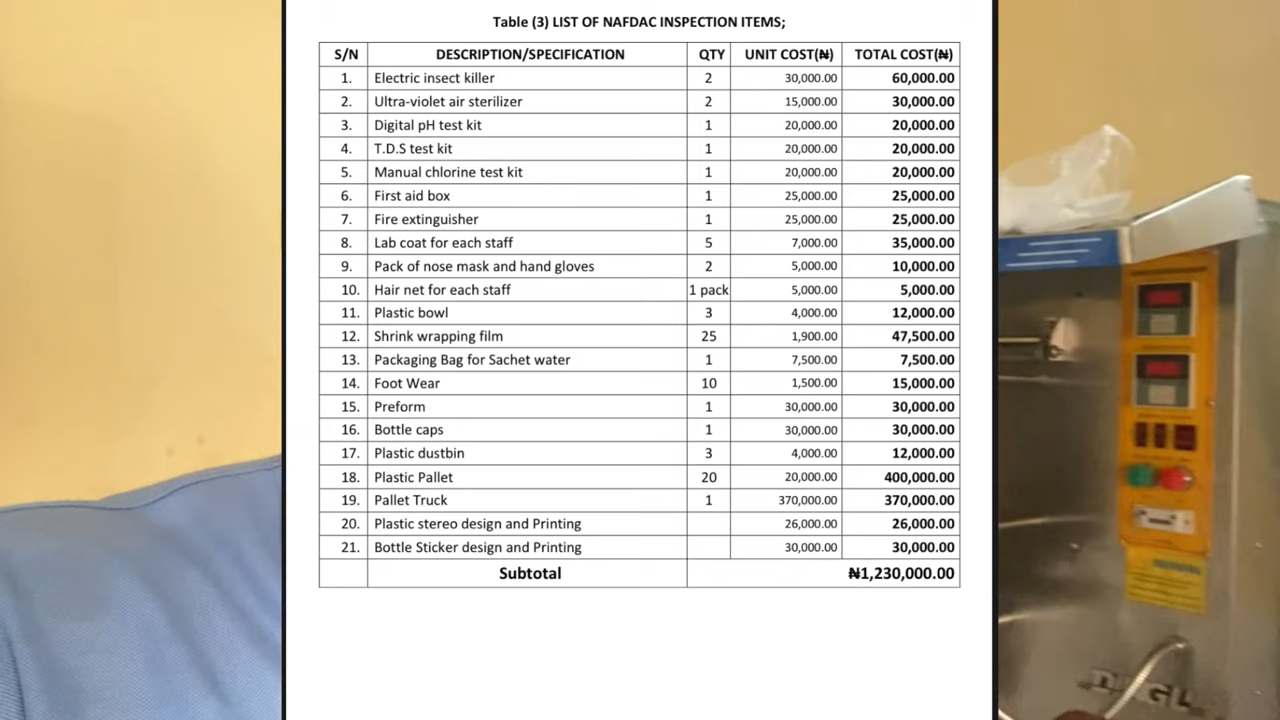 Table (3) LIST OF NAFDAC INSPECTION ITEMS;
S/N DESCRIPTION/SPECIFICATION QTY UNIT COST(₦) TOTAL COST(₦)
1. Electric insect killer 2 30,000.00 60,000.00
2. Ultra-violet air sterilizer 2 15,000.00 30,000.00
3. Digital pH test kit 1 20,000.00 20,000.00
4. T.D.S test kit 1 20,000.00 20,000.00
5. Manual chlorine test kit 1 20,000.00 20,000.00
6. First aid box 1 25,000.00 25,000.00
7. Fire extinguisher 1 25,000.00 25,000.00
8. Lab coat for each staff 5 7,000.00 35,000.00
9. Pack of nose mask and hand gloves 2 5,000.00 10,000.00
10. Hair net for each staff 1 pack 5,000.00 5,000.00
11. Plastic bowl 3 4,000.00 12,000.00
12. Shrink wrapping film 25 1,900.00 47,500.00
13. Packaging Bag for Sachet water 1 7,500.00 7,500.00
14. Foot Wear 10 1,500.00 15,000.00
15. Preform 1 30,000.00 30,000.00
16. Bottle caps 1 30,000.00 30,000.00
17. Plastic dustbin 3 4,000.00 12,000.00
18. Plastic Pallet 20 20,000.00 400,000.00
19. Pallet Truck 1 370,000.00 370,000.00
20. Plastic stereo design and Printing 26,000.00 26,000.00
21. Bottle Sticker design and Printing 30,000.00 30,000.00
Subtotal ₦1,230,000.00